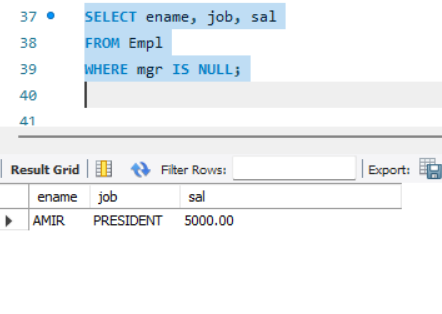 37 SELECT ename, job, sal
38 FROM Empl
39 WHERE mgr IS NULL;
40
41
Result Grid Filter Rows: Export:
ename job sal
AMIR PRESIDENT 5000.00